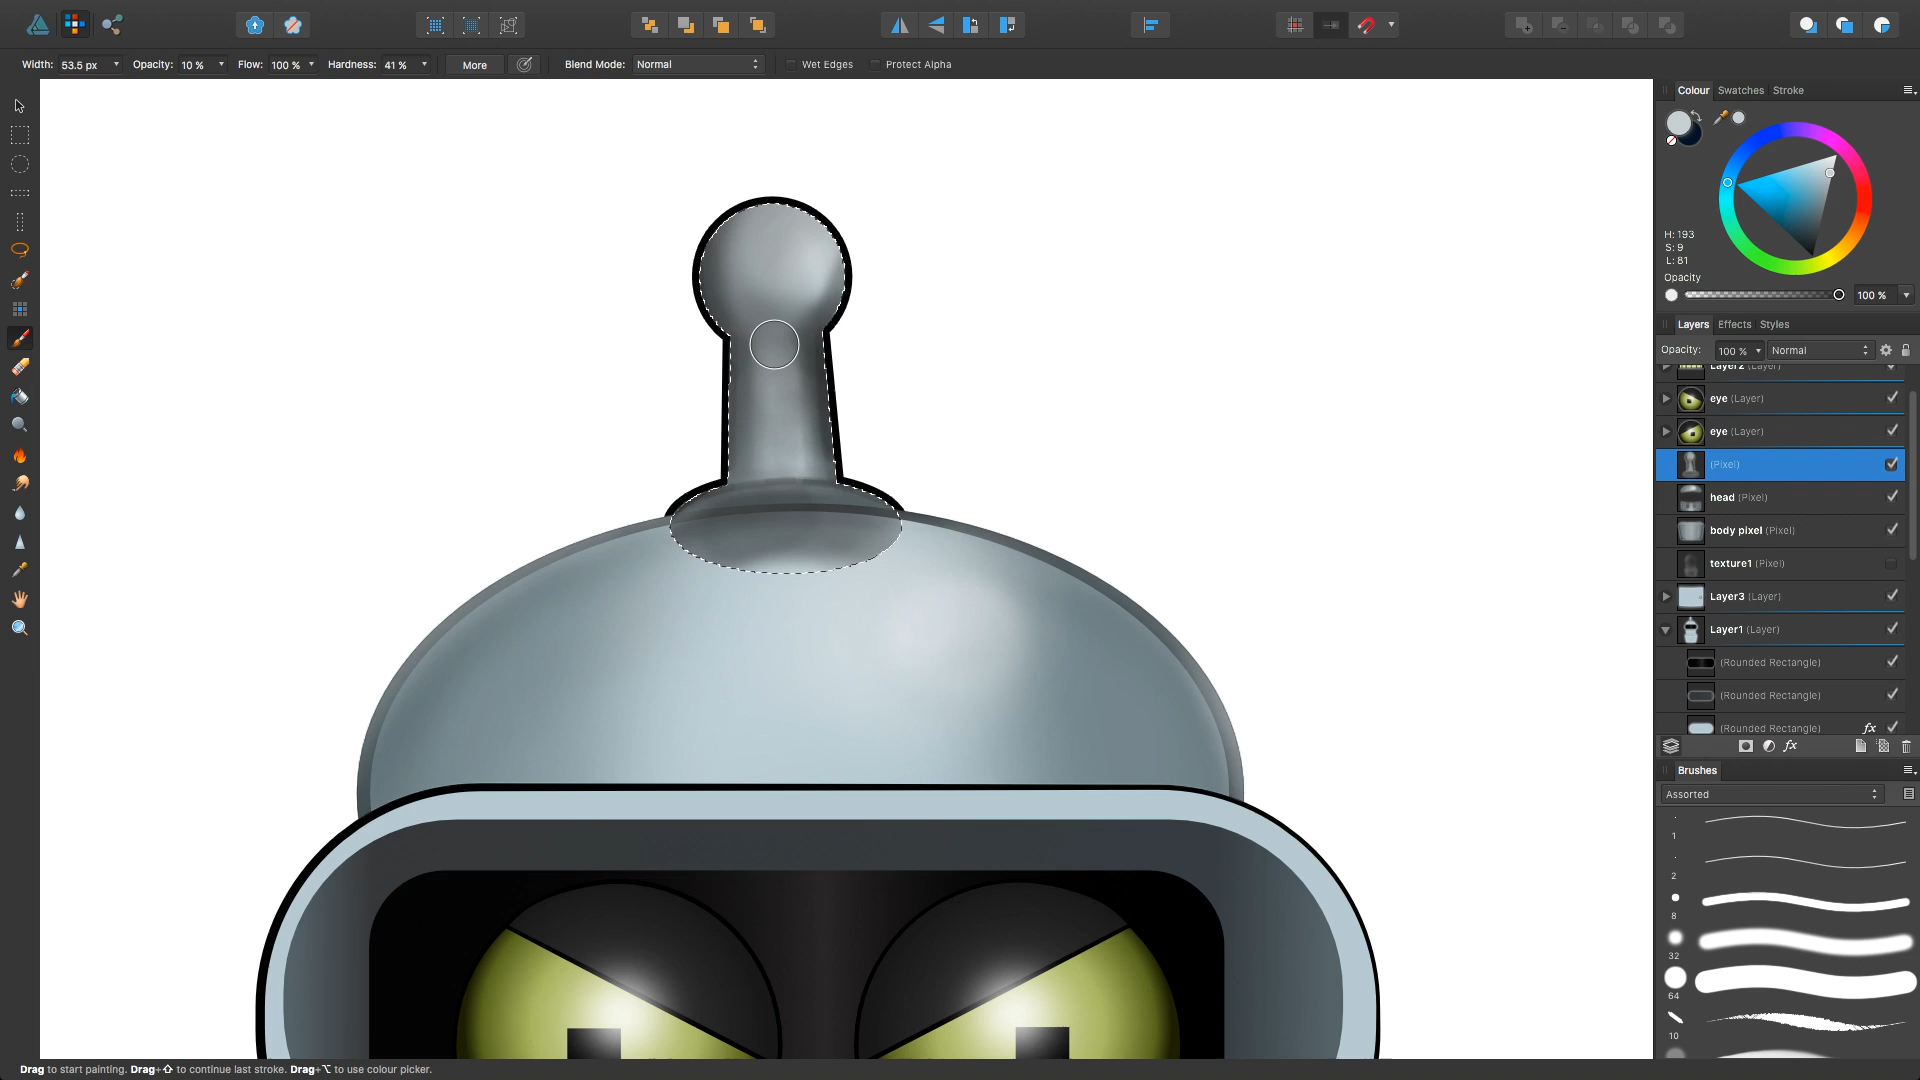 Width: 53.5 px Opacity: 10 % Flow: 100 % Hardness: 41 % More Blend Mode: Normal Wet Edges Protect Alpha
Colour Swatches Stroke
H: 193
S: 9
L: 81
Opacity
100 %
Layers Effects Styles
Opacity: 100 % Normal
Layer2 (Layer)
eye (Layer)
eye (Layer)
(Pixel)
head (Pixel)
body pixel (Pixel)
texture1 (Pixel)
Layer3 (Layer)
Layer1 (Layer)
(Rounded Rectangle)
(Rounded Rectangle)
(Rounded Rectangle) fx
fx
Brushes
Assorted
1
2
8
32
64
10
Drag to start painting. Drag+⇧ to continue last stroke. Drag+⌥ to use colour picker.